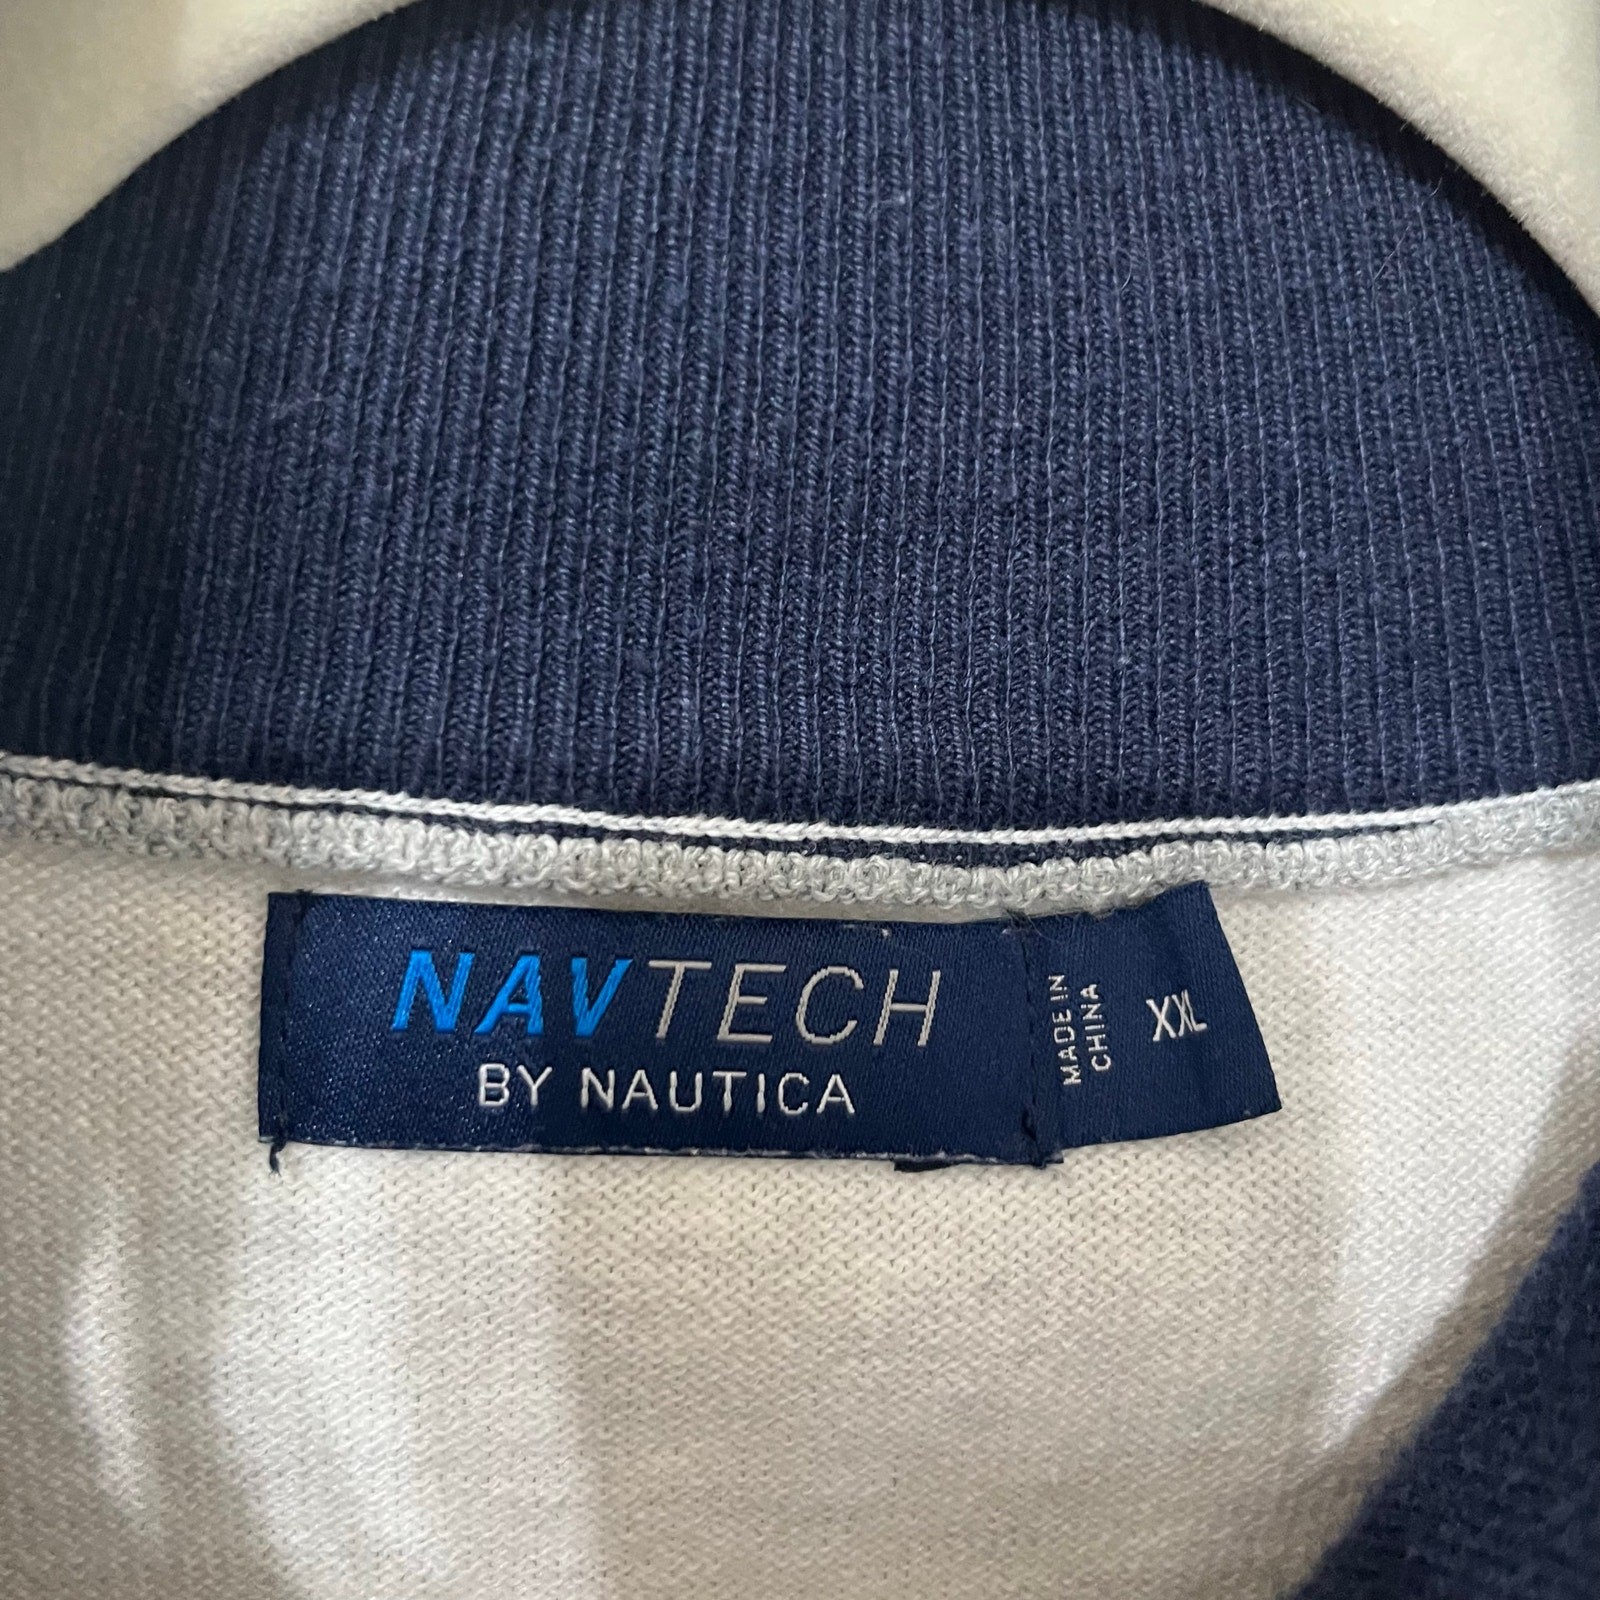 NAVTECH
BY NAUTICA
MADE IN
CHINA
XXL